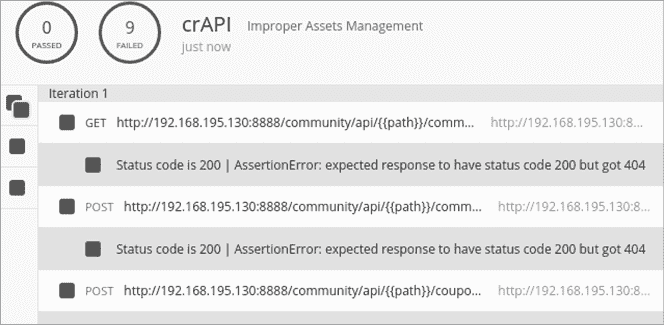 0
PASSED
9
FAILED
crAPI Improper Assets Management
just now
Iteration 1
GET http://192.168.195.130:8888/community/api/{{path}}/comm... http://192.168.195.130:8...
Status code is 200 | AssertionError: expected response to have status code 200 but got 404
POST http://192.168.195.130:8888/community/api/{{path}}/comm... http://192.168.195.130:8...
Status code is 200 | AssertionError: expected response to have status code 200 but got 404
POST http://192.168.195.130:8888/community/api/{{path}}/coupo... http://192.168.195.130:8...